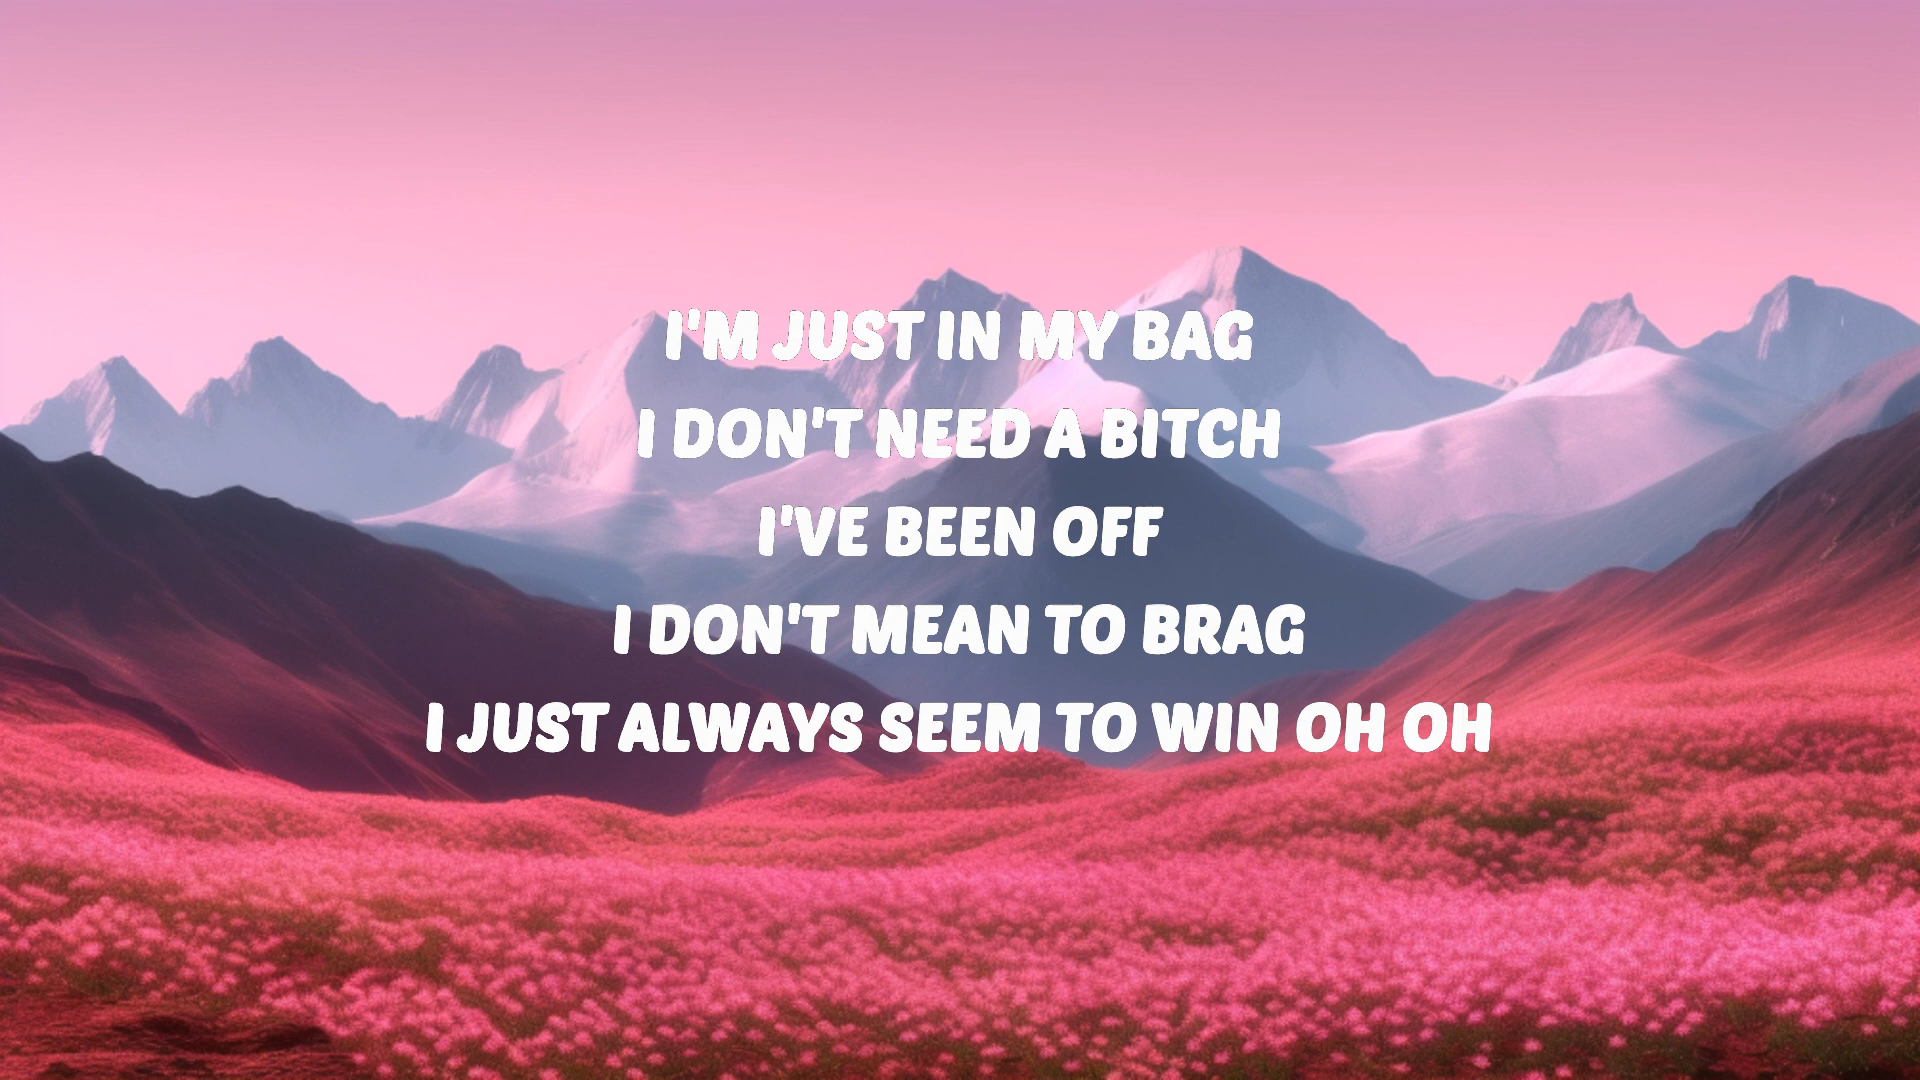 I'M JUST IN MY BAG
I DON'T NEED A BITCH
I'VE BEEN OFF
I DON'T MEAN TO BRAG
I JUST ALWAYS SEEM TO WIN OH OH